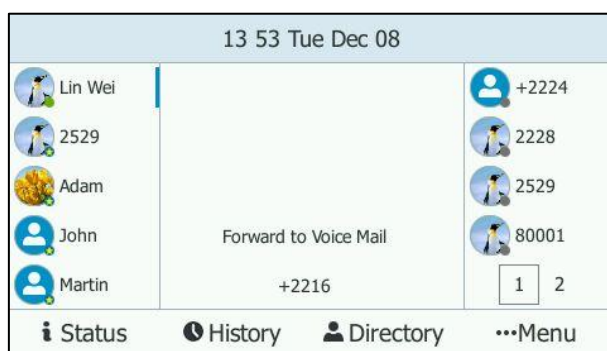 13 53 Tue Dec 08
Lin Wei
2529
Adam
John
Martin
Forward to Voice Mail
+2216
+2224
2228
2529
80001
1 2
Status History Directory Menu